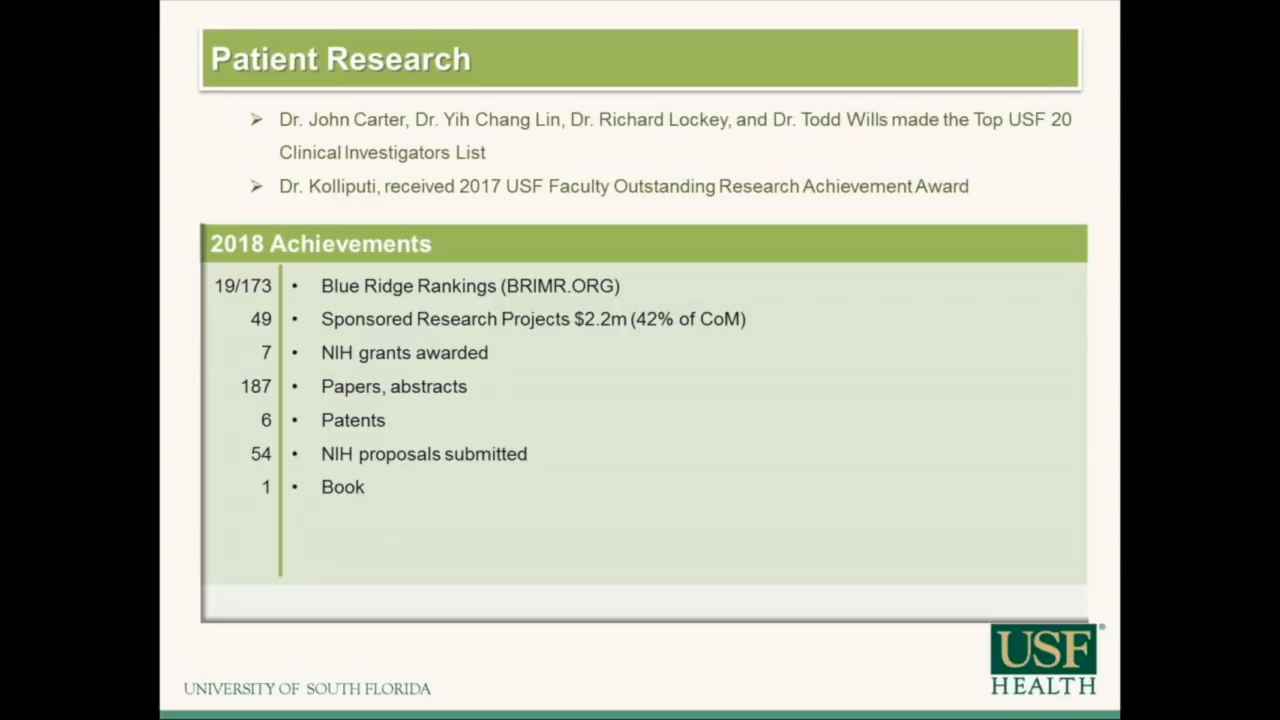 Patient Research
➢ Dr. John Carter, Dr. Yih Chang Lin, Dr. Richard Lockey, and Dr. Todd Wills made the Top USF 20
Clinical Investigators List
➢ Dr. Kolliputi, received 2017 USF Faculty Outstanding Research Achievement Award
2018 Achievements
19/173 • Blue Ridge Rankings (BRIMR.ORG)
49 • Sponsored Research Projects $2.2m (42% of CoM)
7 • NIH grants awarded
187 • Papers, abstracts
6 • Patents
54 • NIH proposals submitted
1 • Book
USF®
HEALTH
UNIVERSITY OF SOUTH FLORIDA